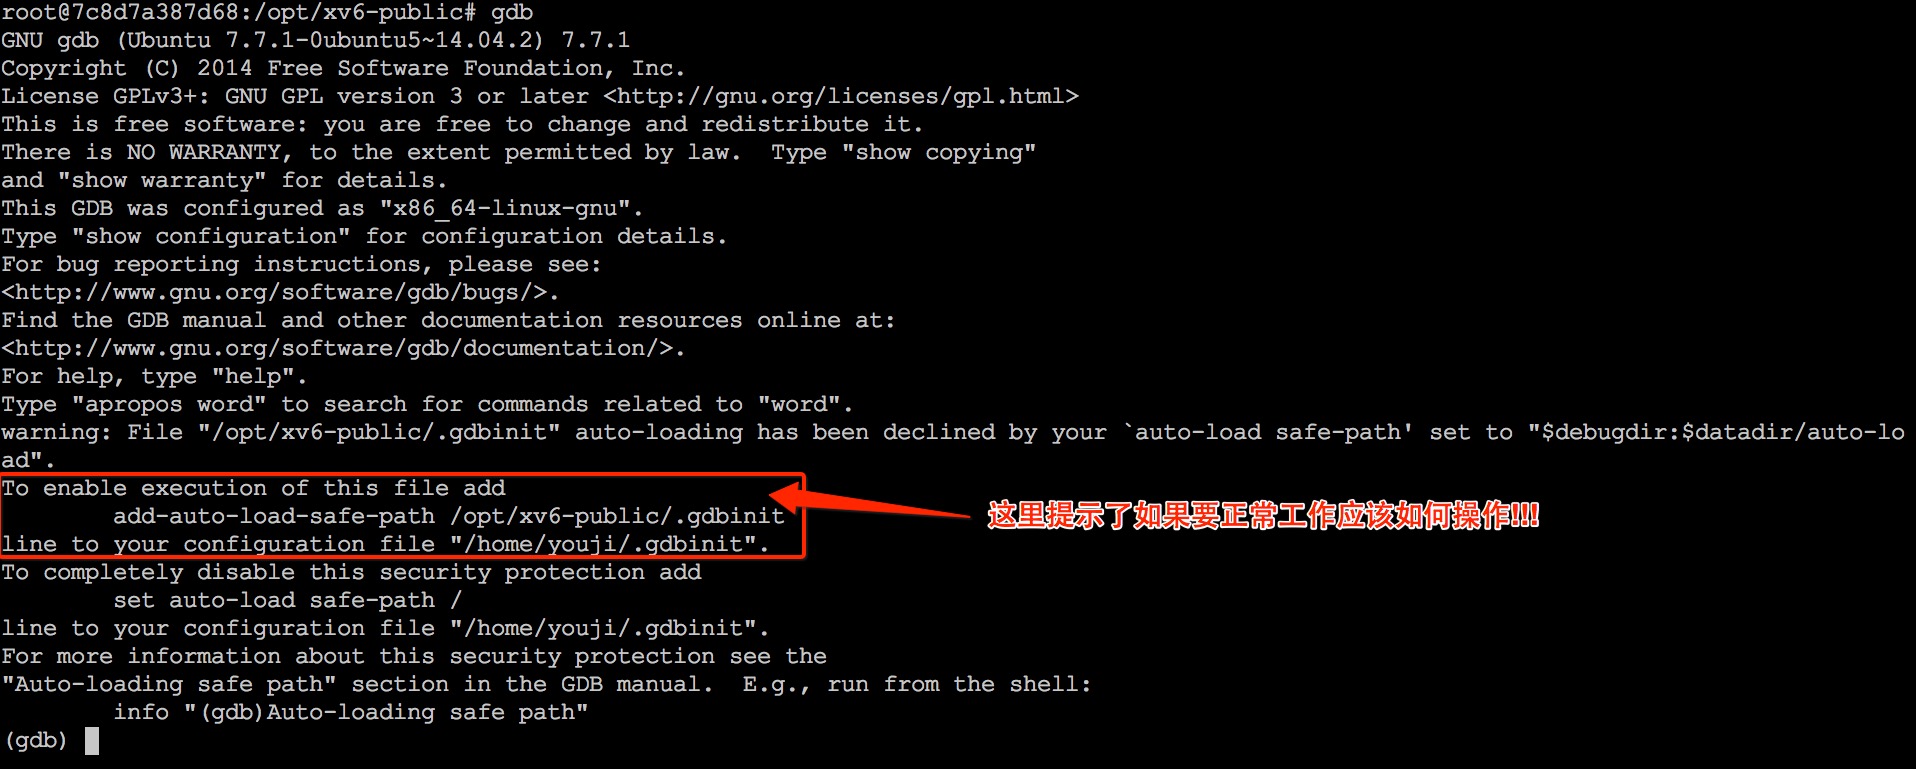 root@7c8d7a387d68:/opt/xv6-public# gdb
GNU gdb (Ubuntu 7.7.1-0ubuntu5~14.04.2) 7.7.1
Copyright (C) 2014 Free Software Foundation, Inc.
License GPLv3+: GNU GPL version 3 or later <http://gnu.org/licenses/gpl.html>
This is free software: you are free to change and redistribute it.
There is NO WARRANTY, to the extent permitted by law.  Type "show copying"
and "show warranty" for details.
This GDB was configured as "x86_64-linux-gnu".
Type "show configuration" for configuration details.
For bug reporting instructions, please see:
<http://www.gnu.org/software/gdb/bugs/>.
Find the GDB manual and other documentation resources online at:
<http://www.gnu.org/software/gdb/documentation/>.
For help, type "help".
Type "apropos word" to search for commands related to "word".
warning: File "/opt/xv6-public/.gdbinit" auto-loading has been declined by your `auto-load safe-path' set to "$debugdir:$datadir/auto-lo
ad".
To enable execution of this file add
        add-auto-load-safe-path /opt/xv6-public/.gdbinit
这里提示了如果要正常工作应该如何操作!!!
line to your configuration file "/home/youji/.gdbinit".
To completely disable this security protection add
        set auto-load safe-path /
line to your configuration file "/home/youji/.gdbinit".
For more information about this security protection see the
"Auto-loading safe path" section in the GDB manual.  E.g., run from the shell:
        info "(gdb)Auto-loading safe path"
(gdb)